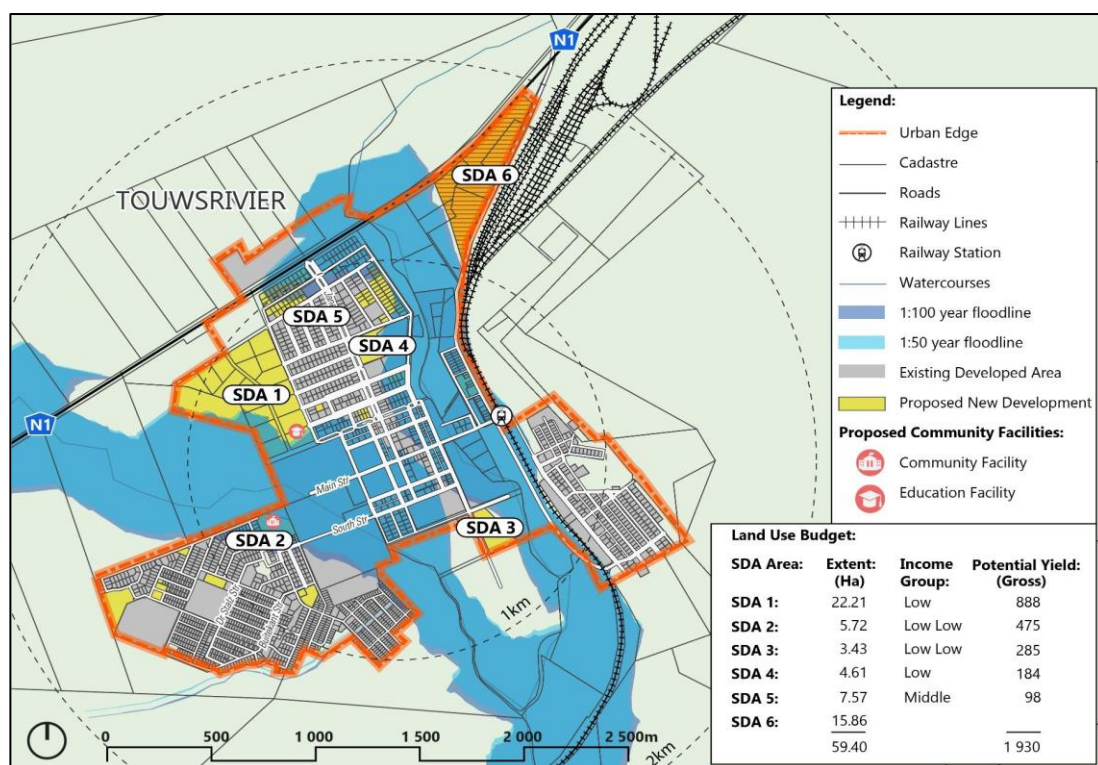 N1
SDA 6
TOUWSRIVIER
SDA 5
SDA 4
SDA 1
N1
Main Str
South Str
SDA 2
SDA 3
1km
2km
0 500 1 000 1 500 2 000 2 500m
Legend:
Urban Edge
Cadastre
Roads
Railway Lines
Railway Station
Watercourses
1:100 year floodline
1:50 year floodline
Existing Developed Area
Proposed New Development
Proposed Community Facilities:
Community Facility
Education Facility
Land Use Budget:
SDA Area: Extent: (Ha) Income Group: Potential Yield: (Gross)
SDA 1: 22.21 Low 888
SDA 2: 5.72 Low Low 475
SDA 3: 3.43 Low Low 285
SDA 4: 4.61 Low 184
SDA 5: 7.57 Middle 98
SDA 6: 15.86
59.40 1 930